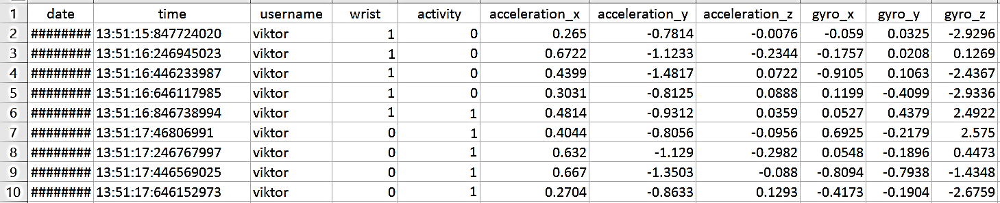 1 date time username wrist activity acceleration_x acceleration_y acceleration_z gyro_x gyro_y gyro_z
2 ######## 13:51:15:847724020 viktor 1 0 0.265 -0.7814 -0.0076 -0.059 0.0325 -2.9296
3 ######## 13:51:16:246945023 viktor 1 0 0.6722 -1.1233 -0.2344 -0.1757 0.0208 0.1269
4 ######## 13:51:16:446233987 viktor 1 0 0.4399 -1.4817 0.0722 -0.9105 0.1063 -2.4367
5 ######## 13:51:16:646117985 viktor 1 0 0.3031 -0.8125 0.0888 0.1199 -0.4099 -2.9336
6 ######## 13:51:16:846738994 viktor 1 1 0.4814 -0.9312 0.0359 0.0527 0.4379 2.4922
7 ######## 13:51:17:46806991 viktor 0 1 0.4044 -0.8056 -0.0956 0.6925 -0.2179 2.575
8 ######## 13:51:17:246767997 viktor 0 1 0.632 -1.129 -0.2982 0.0548 -0.1896 0.4473
9 ######## 13:51:17:446569025 viktor 0 1 0.667 -1.3503 -0.088 -0.8094 -0.7938 -1.4348
10 ######## 13:51:17:646152973 viktor 0 1 0.2704 -0.8633 0.1293 -0.4173 -0.1904 -2.6759